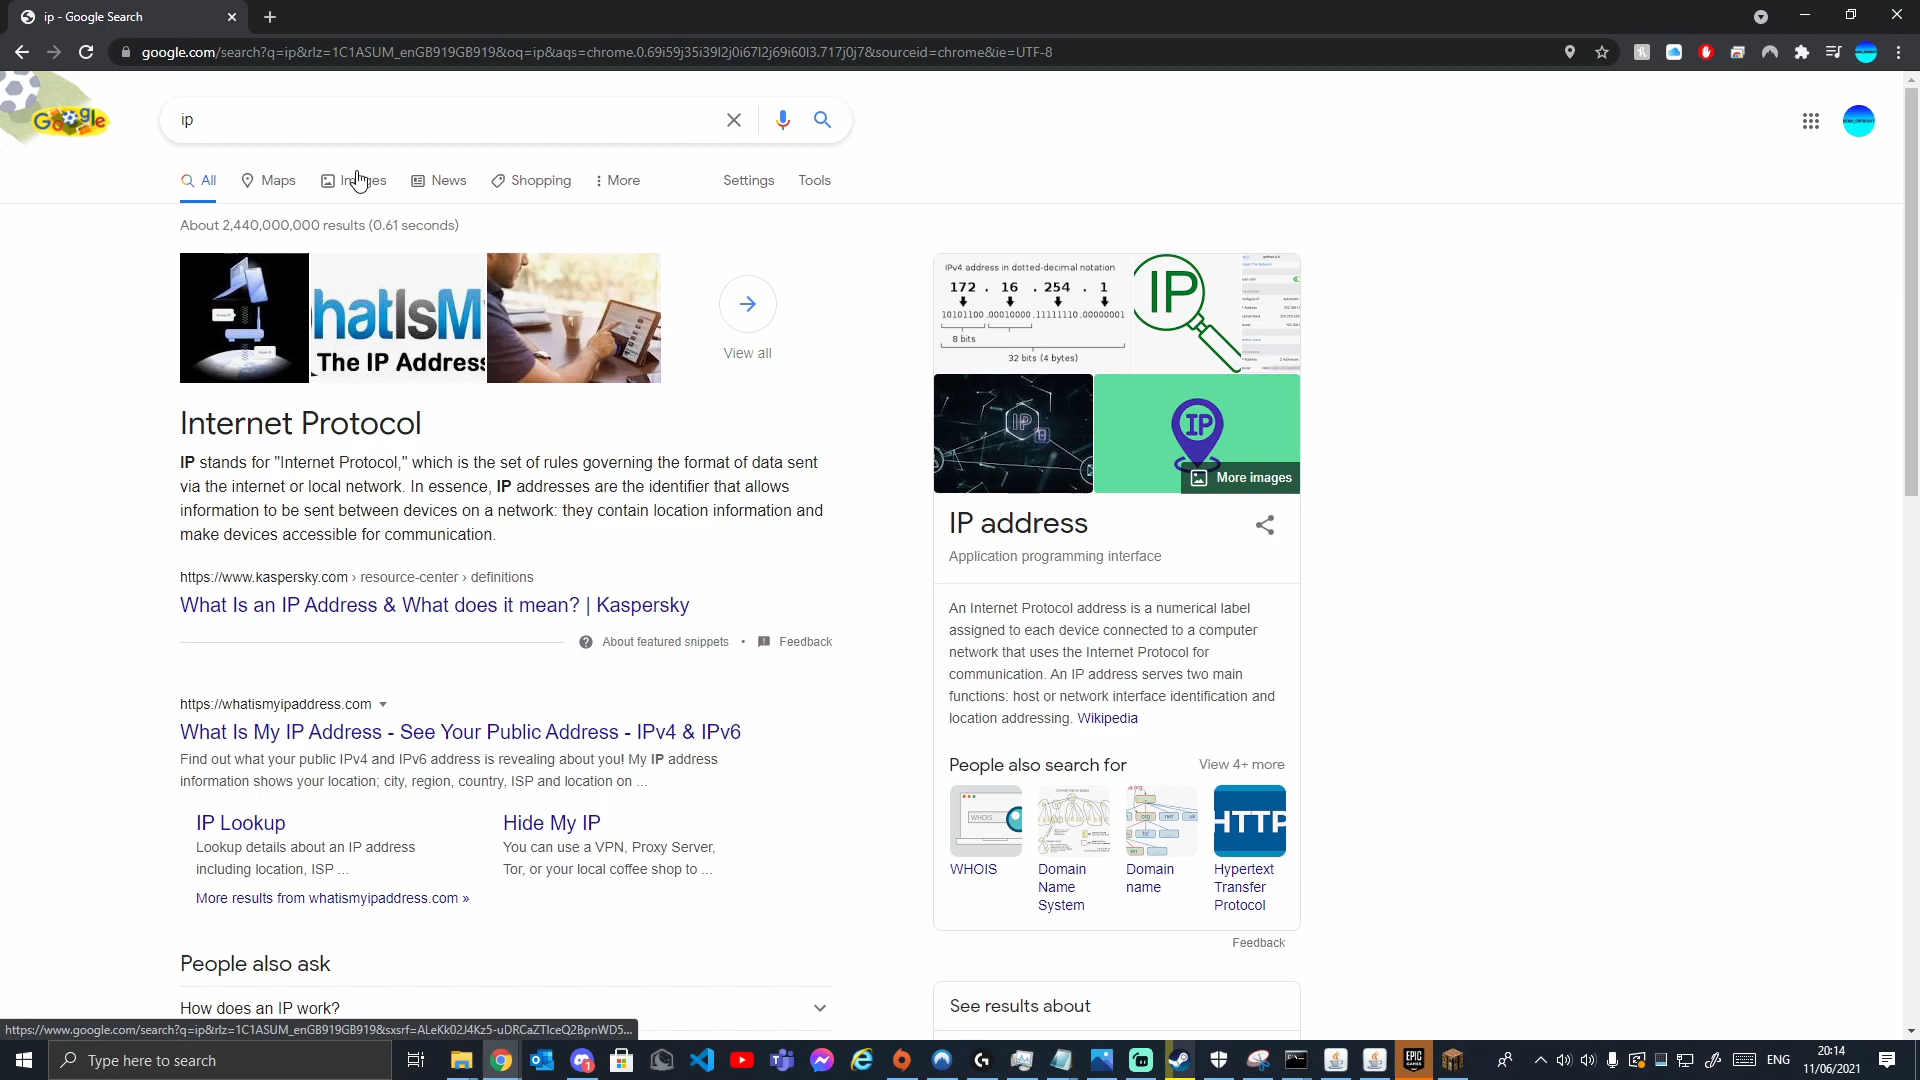 ip - Google Search
google.com/search?q=ip&rlz=1C1ASUM_enGB919GB919&oq=ip&aqs=chrome.0.69i59j35i39l2j0i67l2j69i60l3.717j0j7&sourceid=chrome&ie=UTF-8
Google
ip
All
Maps
Images
News
Shopping
More
Settings
Tools
About 2,440,000,000 results (0.61 seconds)
hatIsM
The IP Address
View all
IPv4 address in dotted-decimal notation
172 . 16 . 254 . 1
10101100 .00010000 .11111110 .00000001
8 bits
32 bits (4 bytes)
IP
IP
IP
More images
Internet Protocol
IP stands for "Internet Protocol," which is the set of rules governing the format of data sent
via the internet or local network. In essence, IP addresses are the identifier that allows
information to be sent between devices on a network: they contain location information and
make devices accessible for communication.
https://www.kaspersky.com › resource-center › definitions
What Is an IP Address & What does it mean? | Kaspersky
About featured snippets • Feedback
https://whatismyipaddress.com
What Is My IP Address - See Your Public Address - IPv4 & IPv6
Find out what your public IPv4 and IPv6 address is revealing about you! My IP address
information shows your location; city, region, country, ISP and location on ...
IP Lookup
Lookup details about an IP address
including location, ISP ...
Hide My IP
You can use a VPN, Proxy Server,
Tor, or your local coffee shop to ...
More results from whatismyipaddress.com »
People also ask
How does an IP work?
IP address
Application programming interface
An Internet Protocol address is a numerical label
assigned to each device connected to a computer
network that uses the Internet Protocol for
communication. An IP address serves two main
functions: host or network interface identification and
location addressing. Wikipedia
People also search for
View 4+ more
WHOIS
HTTP
WHOIS
Domain
Name
System
Domain
name
Hypertext
Transfer
Protocol
Feedback
See results about
https://www.google.com/search?q=ip&rlz=1C1ASUM_enGB919GB919&sxsrf=ALeKk02J4Kz5-uDRCaZTIceQ2BpnWD5...
Type here to search
EPIC
GAMES
ENG
20:14
11/06/2021